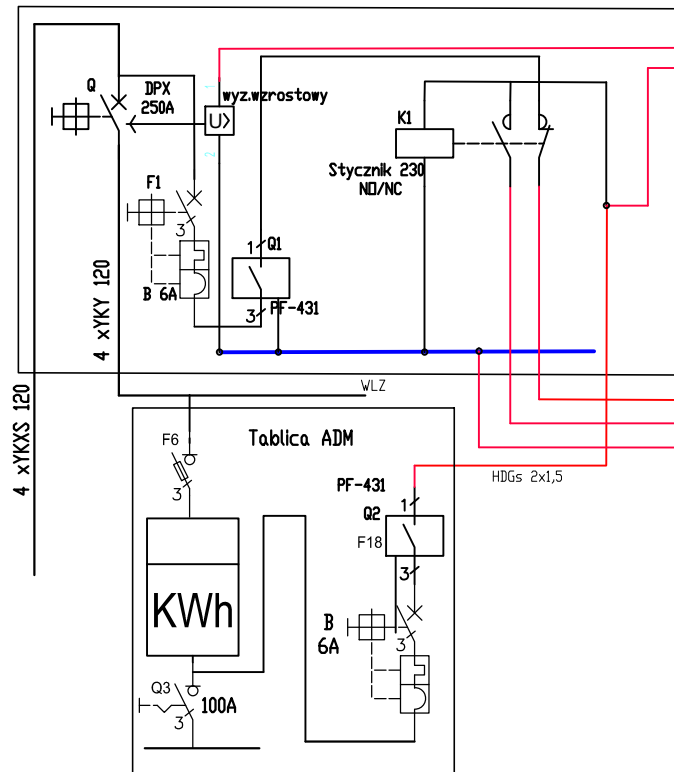 Q
DPX
250A
1
wyz.wzrostowy
U>
2
K1
Stycznik 230
NO/NC
F1
3
B 6A
1
Q1
3
PF-431
4 xYKY 120
4 xYKXS 120
WLZ
Tablica ADM
F6
3
KWh
Q3
3
100A
HDGs 2x1,5
PF-431
1
Q2
F18
3
B
6A
3